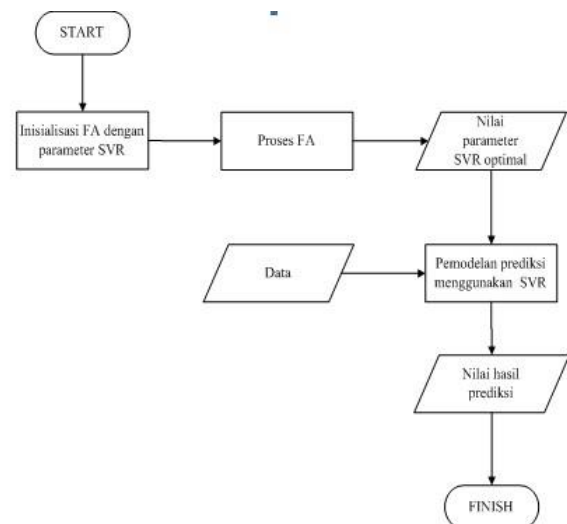 START
Inisialisasi FA dengan
parameter SVR
Proses FA
Nilai
parameter
SVR optimal
Data
Pemodelan prediksi
menggunakan SVR
Nilai hasil
prediksi
FINISH